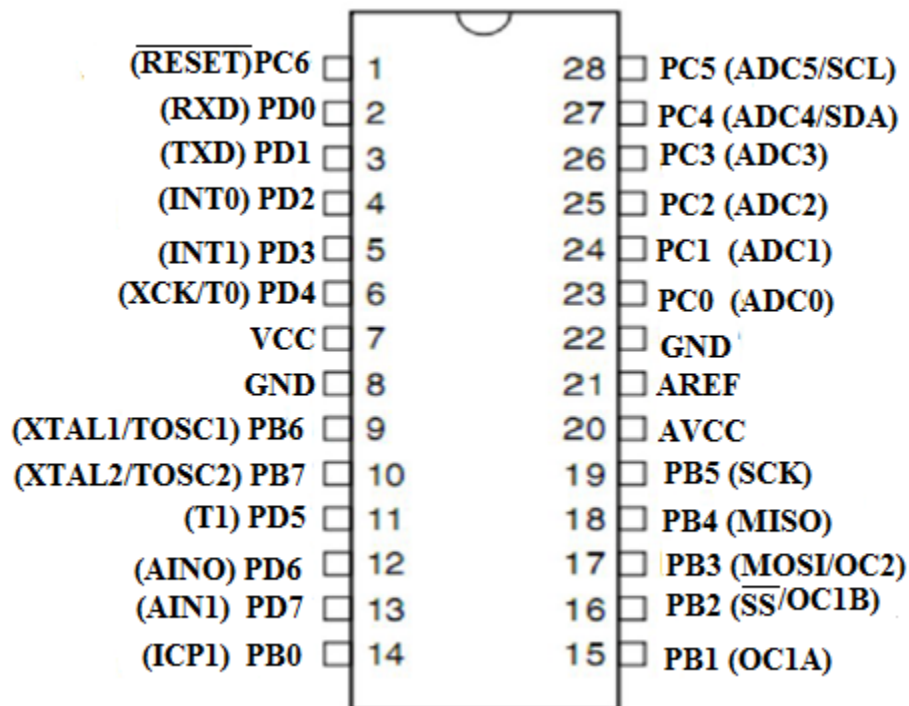 (RESET)PC6 1 28 PC5 (ADC5/SCL)
(RXD) PD0 2 27 PC4 (ADC4/SDA)
(TXD) PD1 3 26 PC3 (ADC3)
(INT0) PD2 4 25 PC2 (ADC2)
(INT1) PD3 5 24 PC1 (ADC1)
(XCK/T0) PD4 6 23 PC0 (ADC0)
VCC 7 22 GND
GND 8 21 AREF
(XTAL1/TOSC1) PB6 9 20 AVCC
(XTAL2/TOSC2) PB7 10 19 PB5 (SCK)
(T1) PD5 11 18 PB4 (MISO)
(AINO) PD6 12 17 PB3 (MOSI/OC2)
(AIN1) PD7 13 16 PB2 (SS/OC1B)
(ICP1) PB0 14 15 PB1 (OC1A)